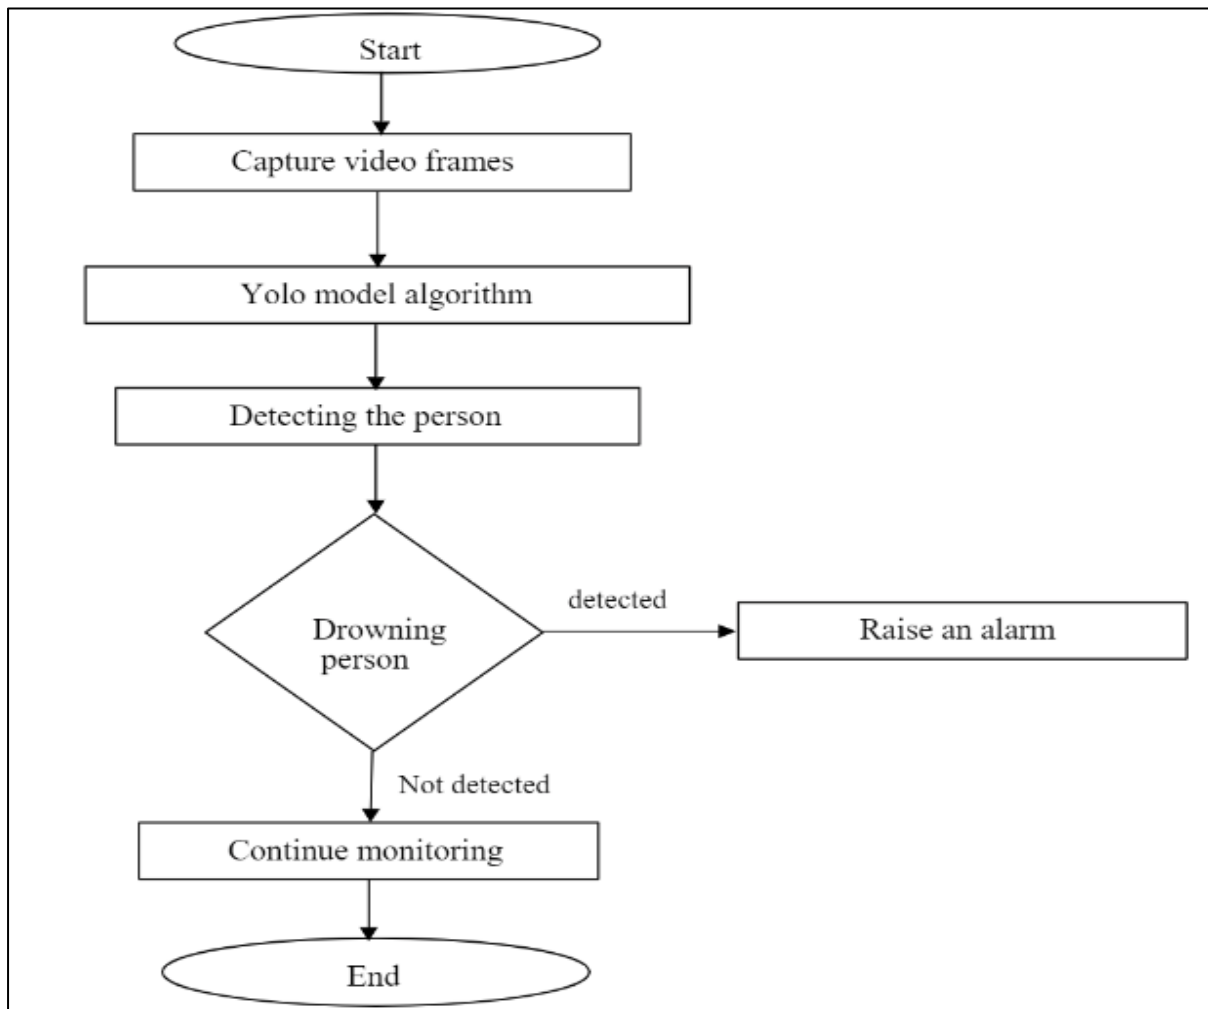 Start
Capture video frames
Yolo model algorithm
Detecting the person
Drowning
person
detected
Raise an alarm
Not detected
Continue monitoring
End